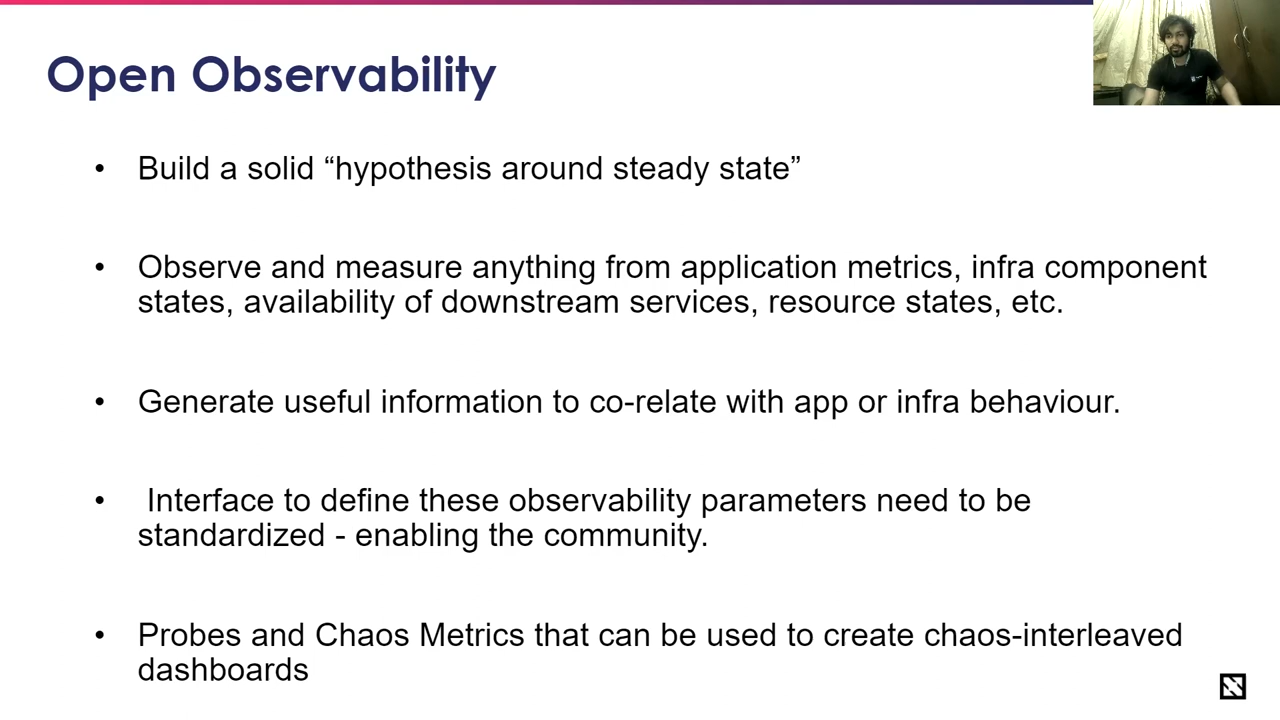 Open Observability
• Build a solid “hypothesis around steady state”
• Observe and measure anything from application metrics, infra component
states, availability of downstream services, resource states, etc.
• Generate useful information to co-relate with app or infra behaviour.
• Interface to define these observability parameters need to be
standardized - enabling the community.
• Probes and Chaos Metrics that can be used to create chaos-interleaved
dashboards